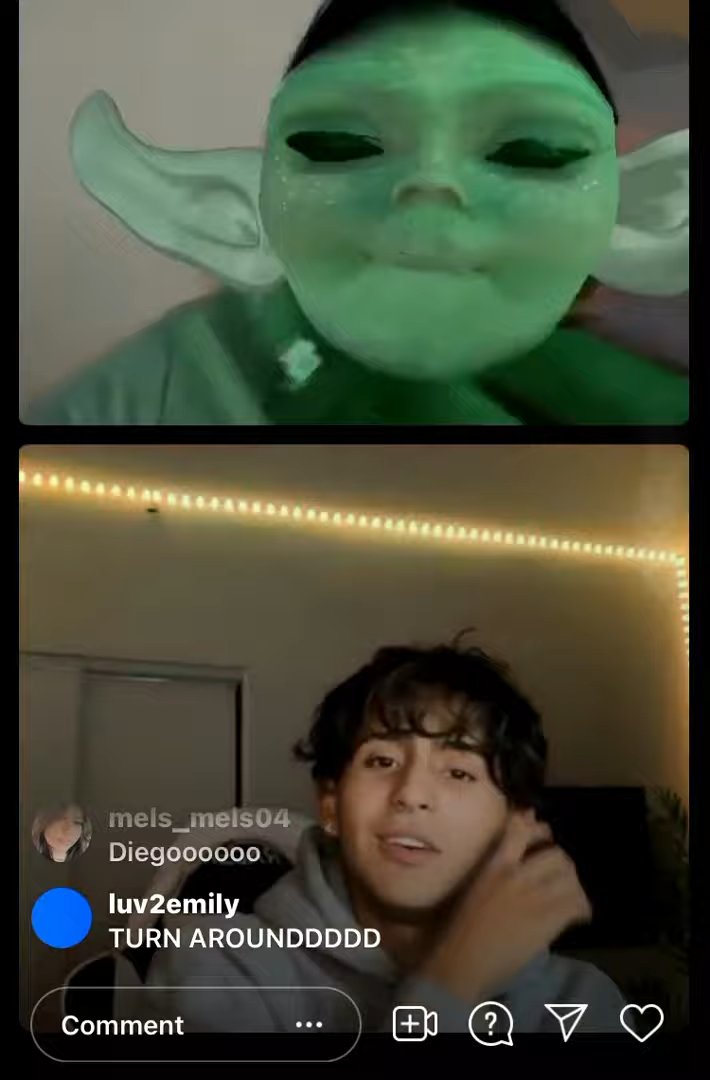 mels_mels04
Diegoooooo
luv2emily
TURN AROUNDDDDD
Comment